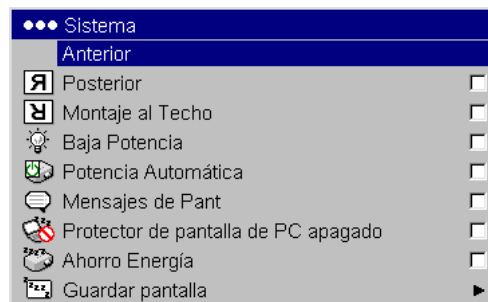 ••• Sistema
Anterior
Posterior
Montaje al Techo
Baja Potencia
Potencia Automática
Mensajes de Pant
Protector de pantalla de PC apagado
Ahorro Energía
Guardar pantalla